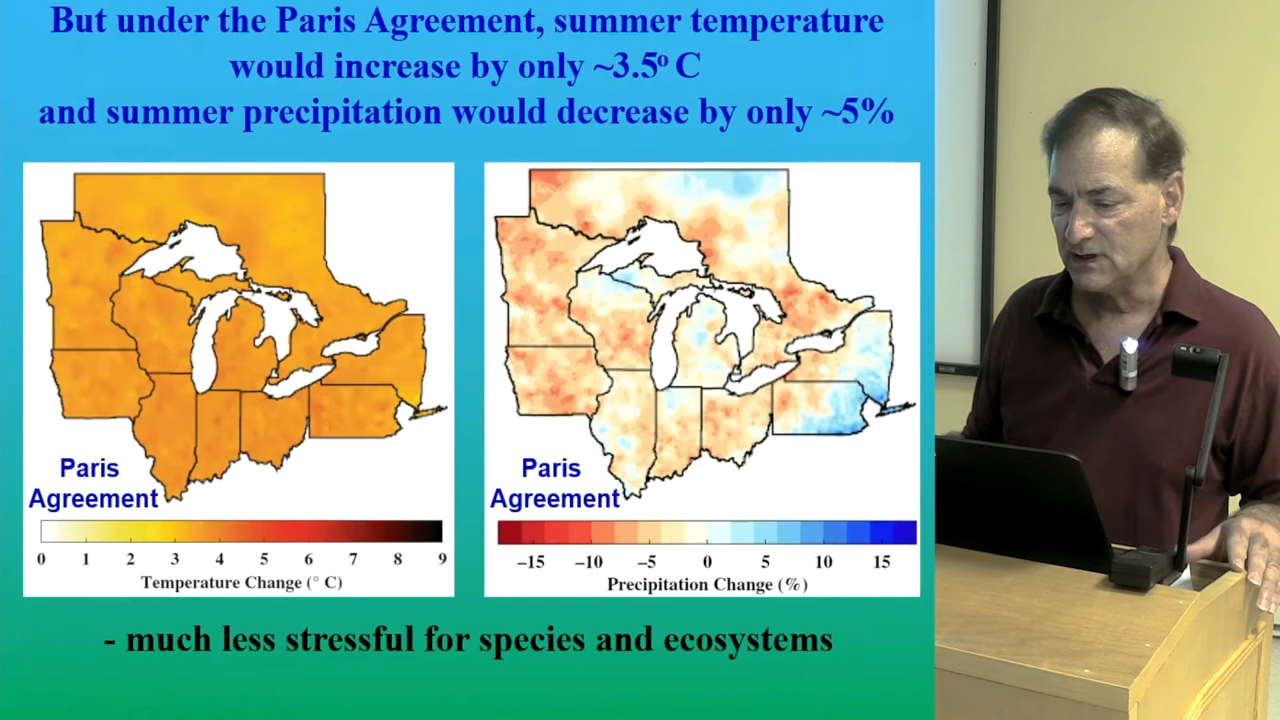 But under the Paris Agreement, summer temperature
would increase by only ~3.5º C
and summer precipitation would decrease by only ~5%
Paris
Agreement
0 1 2 3 4 5 6 7 8 9
Temperature Change (° C)
Paris
Agreement
−15 −10 −5 0 5 10 15
Precipitation Change (%)
- much less stressful for species and ecosystems